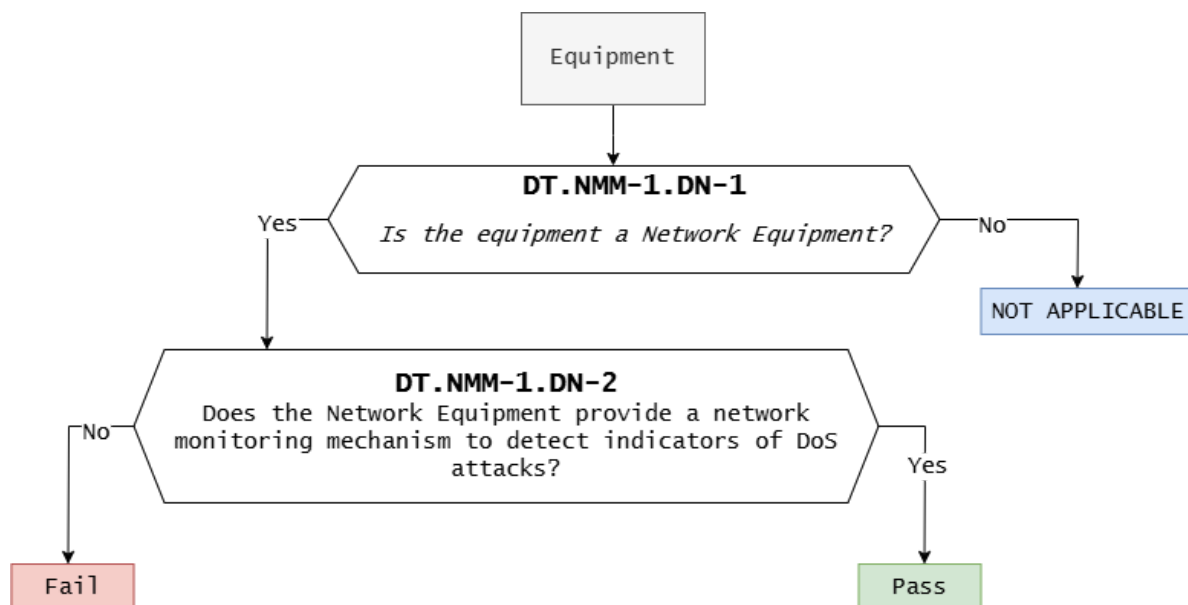 Equipment
DT.NMM-1.DN-1
Yes
Is the equipment a Network Equipment?
No
NOT APPLICABLE
DT.NMM-1.DN-2
Does the Network Equipment provide a network
No
monitoring mechanism to detect indicators of DoS
attacks?
Yes
Fail
Pass